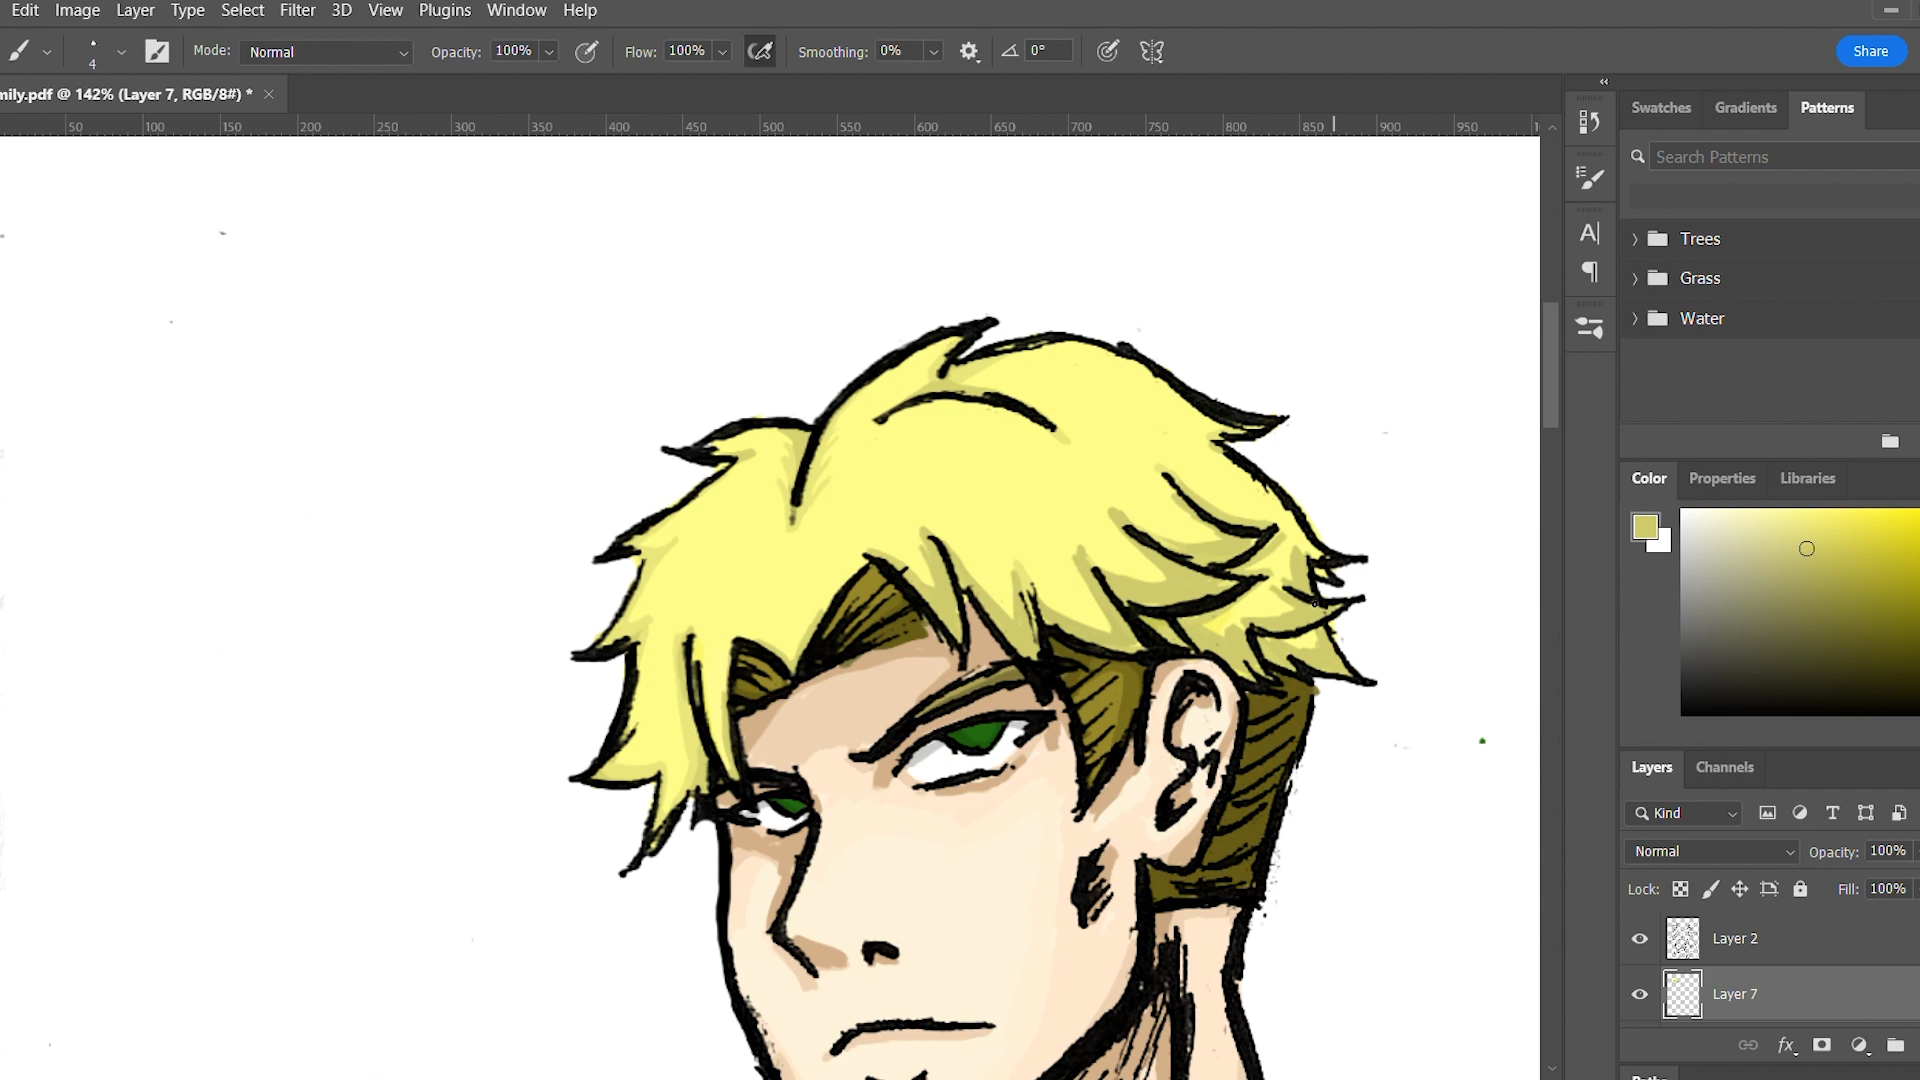 Edit Image Layer Type Select Filter 3D View Plugins Window Help
4 Mode: Normal Opacity: 100% Flow: 100% Smoothing: 0% 0° Share
mily.pdf @ 142% (Layer 7, RGB/8#) *
50 100 150 200 250 300 350 400 450 500 550 600 650 700 750 800 850 900 950
Swatches Gradients Patterns
Search Patterns
Trees
Grass
Water
Color Properties Libraries
Layers Channels
Kind
Normal Opacity: 100%
Lock: Fill: 100%
Layer 2
Layer 7
fx